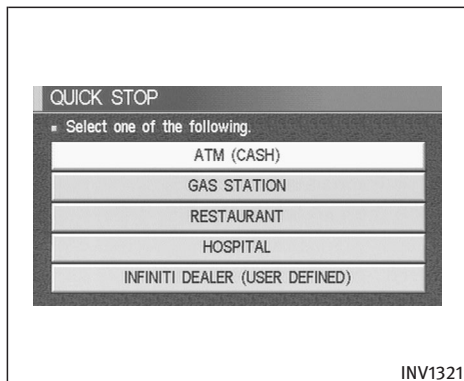 QUICK STOP
Select one of the following.
ATM (CASH)
GAS STATION
RESTAURANT
HOSPITAL
INFINITI DEALER (USER DEFINED)
INV1321